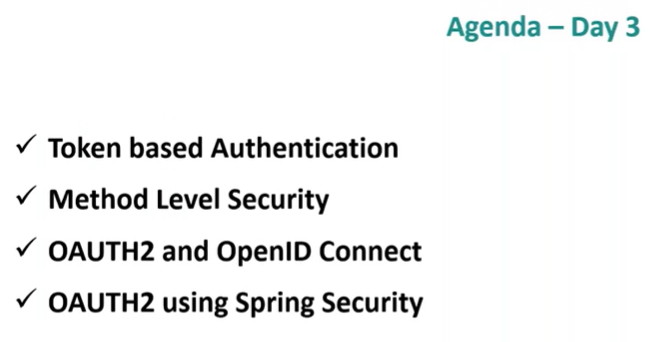 Agenda – Day 3
✓ Token based Authentication
✓ Method Level Security
✓ OAUTH2 and OpenID Connect
✓ OAUTH2 using Spring Security